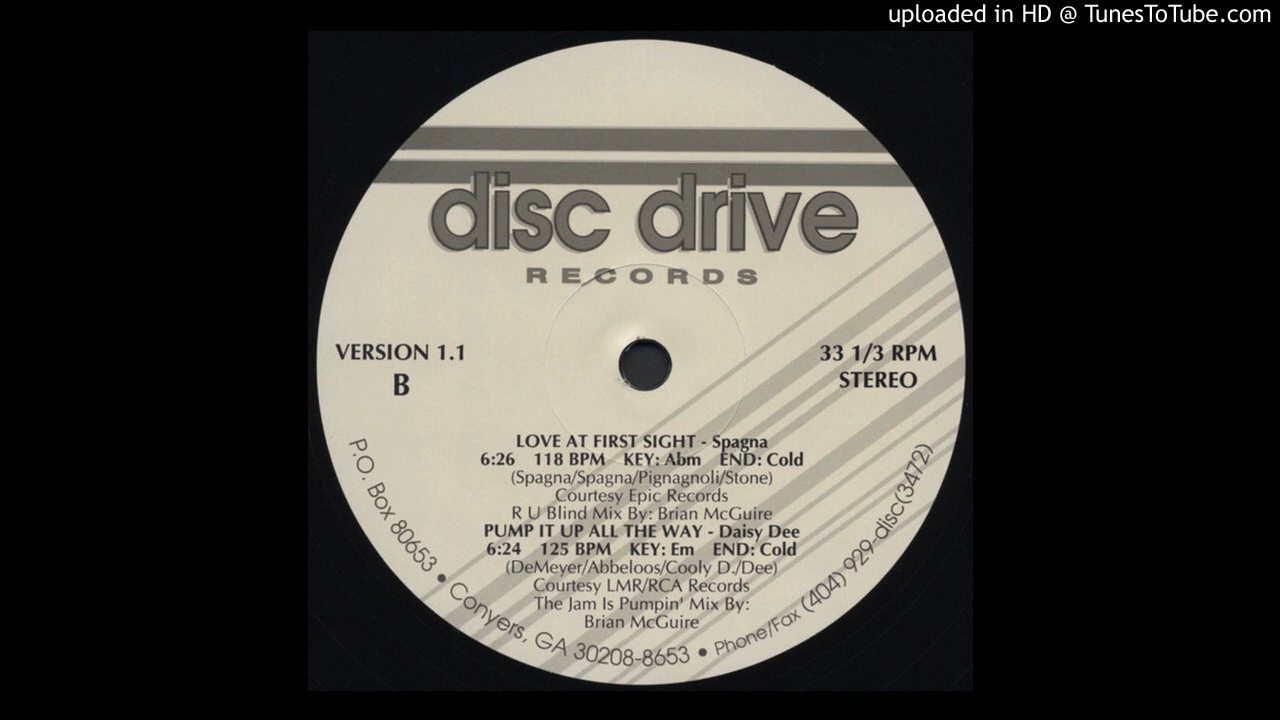 uploaded in HD @ TunesToTube.com
disc drive
RECORDS
VERSION 1.1
B
33 1/3 RPM
STEREO
LOVE AT FIRST SIGHT - Spagna
6:26 118 BPM KEY: Abm END: Cold
(Spagna/Spagna/Pignagnoli/Stone)
Courtesy Epic Records
R U Blind Mix By: Brian McGuire
PUMP IT UP ALL THE WAY - Daisy Dee
6:24 125 BPM KEY: Em END: Cold
(DeMeyer/Abbeloos/Cooly D./Dee)
Courtesy LMR/RCA Records
The Jam Is Pumpin' Mix By:
Brian McGuire
P.O. Box 80653 • Conyers, GA 30208-8653 • Phone/Fax (404) 929-disc(3472)